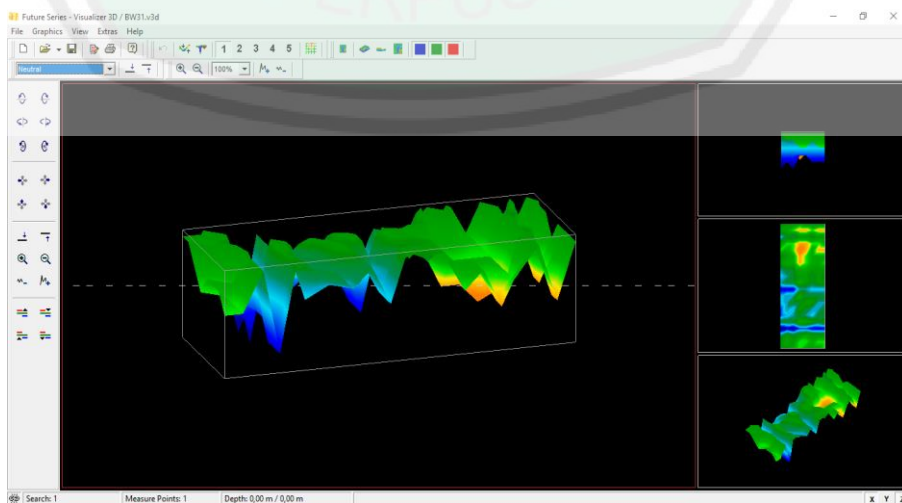 Future Series - Visualizer 3D / BW31.v3d
File Graphics View Extras Help
1 2 3 4 5
Neutral 100%
Search: 1 Measure Points: 1 Depth: 0,00 m / 0,00 m X Y